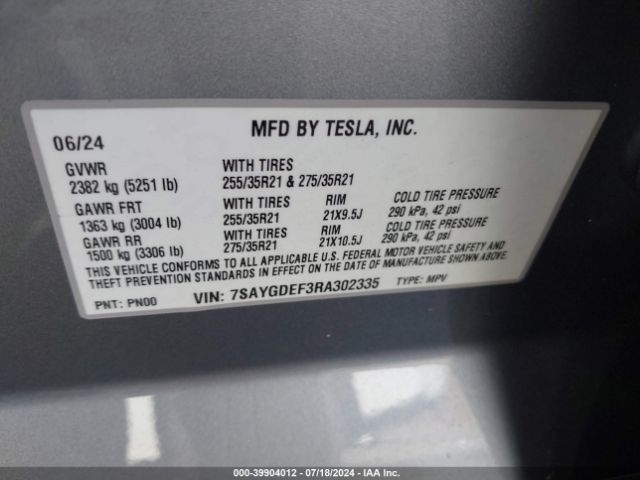 06/24
MFD BY TESLA, INC.
GVWR
2382 kg (5251 lb)
WITH TIRES
255/35R21 & 275/35R21
GAWR FRT
1363 kg (3004 lb)
WITH TIRES
255/35R21
RIM
21X9.5J
COLD TIRE PRESSURE
290 kPa, 42 psi
GAWR RR
1500 kg (3306 lb)
WITH TIRES
275/35R21
RIM
21X10.5J
COLD TIRE PRESSURE
290 kPa, 42 psi
THIS VEHICLE CONFORMS TO ALL APPLICABLE U.S. FEDERAL MOTOR VEHICLE SAFETY AND
THEFT PREVENTION STANDARDS IN EFFECT ON THE DATE OF MANUFACTURE SHOWN ABOVE.
PNT: PN00
VIN: 7SAYGDEF3RA302335
TYPE: MPV
000-39904012 - 07/18/2024 - IAA Inc.